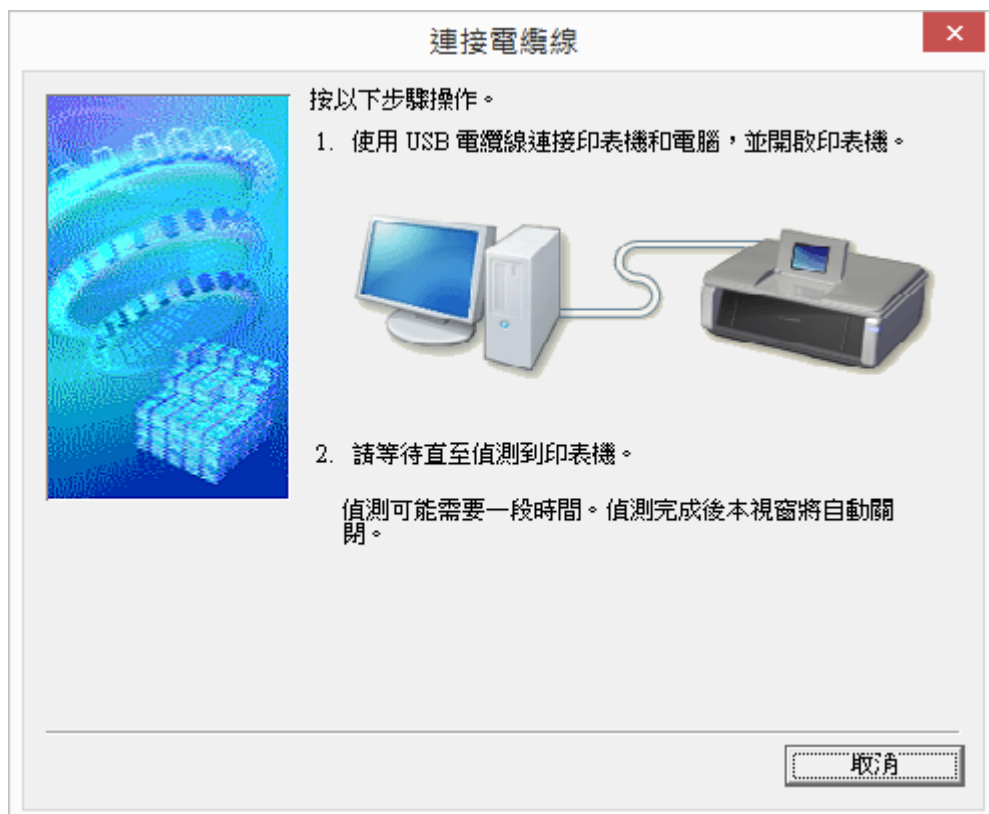 連接電纜線
按以下步驟操作。
1. 使用 USB 電纜線連接印表機和電腦，並開啟印表機。
2. 請等待直至偵測到印表機。
偵測可能需要一段時間。偵測完成後本視窗將自動關
閉。
取消